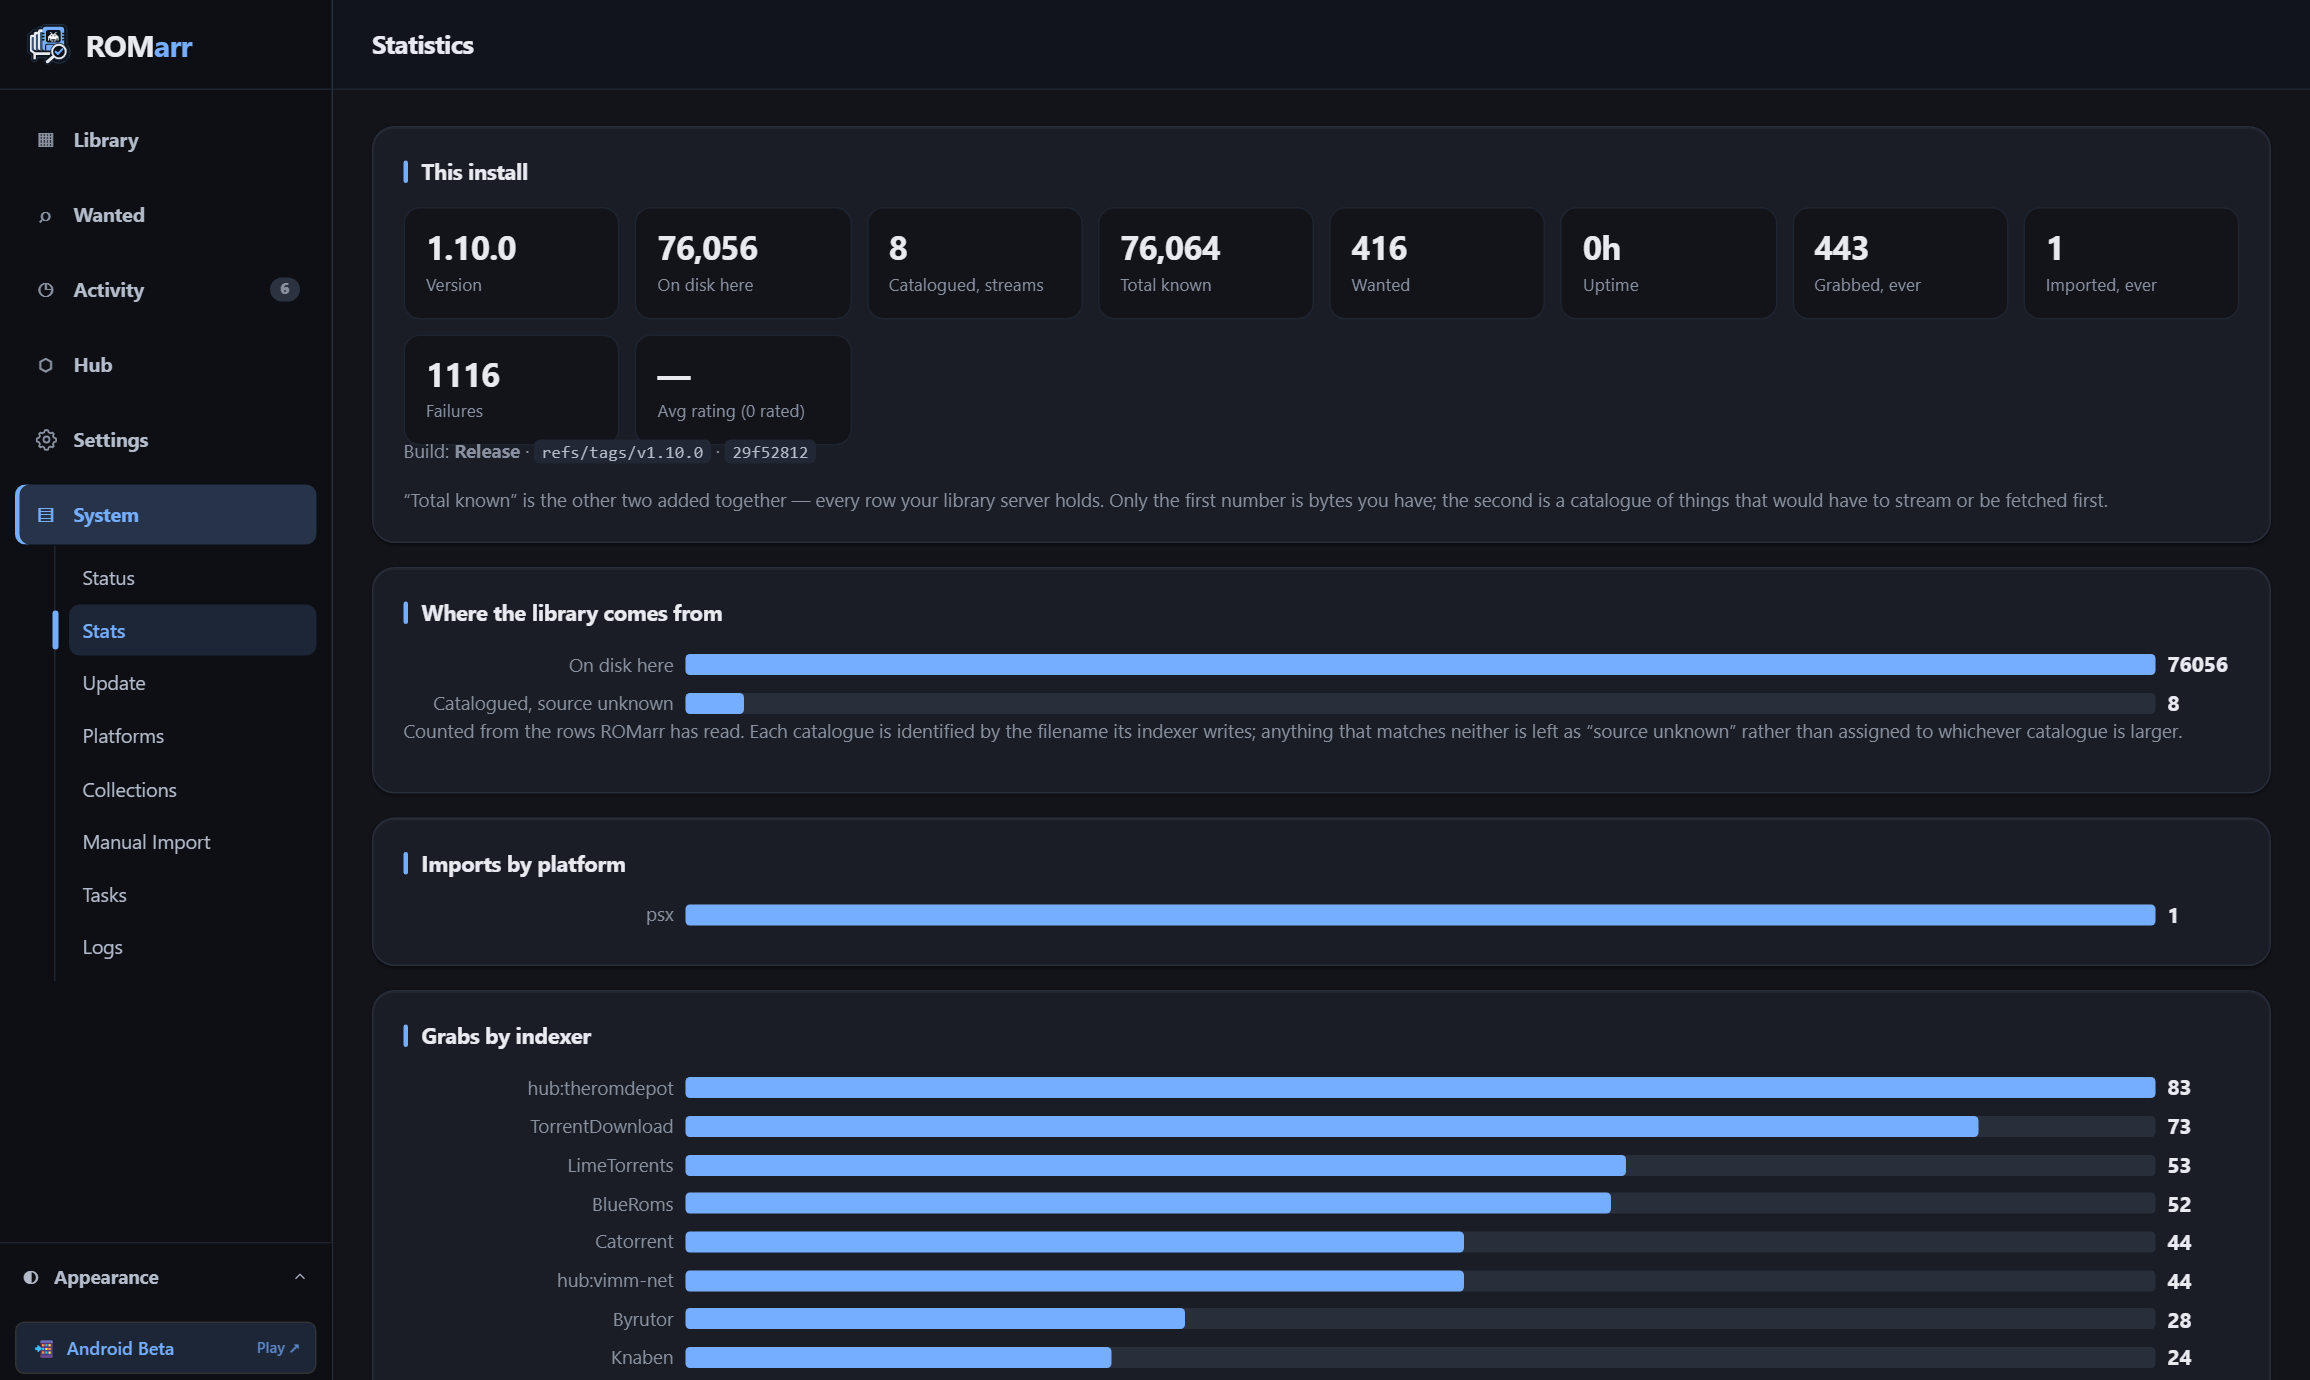 ROMarr
Statistics
Library
Wanted
Activity 6
Hub
Settings
System
Status
Stats
Update
Platforms
Collections
Manual Import
Tasks
Logs
Appearance
Android Beta Play ↗
This install
1.10.0
Version
76,056
On disk here
8
Catalogued, streams
76,064
Total known
416
Wanted
0h
Uptime
443
Grabbed, ever
1
Imported, ever
1116
Failures
—
Avg rating (0 rated)
Build: Release · refs/tags/v1.10.0 · 29f52812
“Total known” is the other two added together — every row your library server holds. Only the first number is bytes you have; the second is a catalogue of things that would have to stream or be fetched first.
Where the library comes from
On disk here 76056
Catalogued, source unknown 8
Counted from the rows ROMarr has read. Each catalogue is identified by the filename its indexer writes; anything that matches neither is left as “source unknown” rather than assigned to whichever catalogue is larger.
Imports by platform
psx 1
Grabs by indexer
hub:theromdepot 83
TorrentDownload 73
LimeTorrents 53
BlueRoms 52
Catorrent 44
hub:vimm-net 44
Byrutor 28
Knaben 24